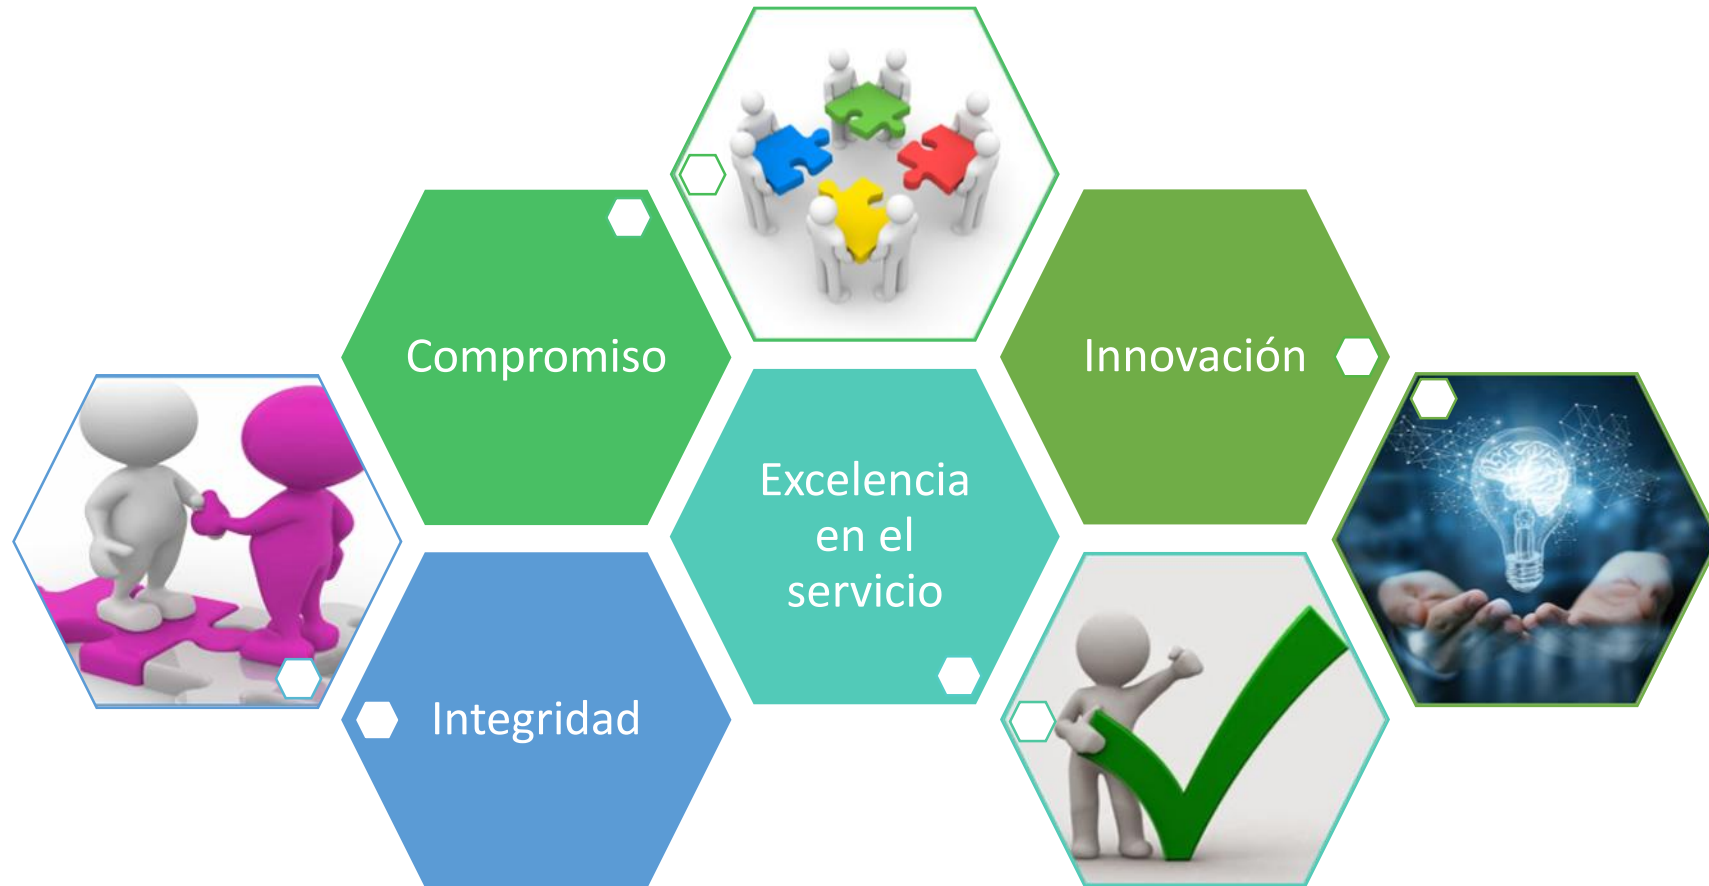 Compromiso
Innovación
Excelencia
en el
servicio
Integridad